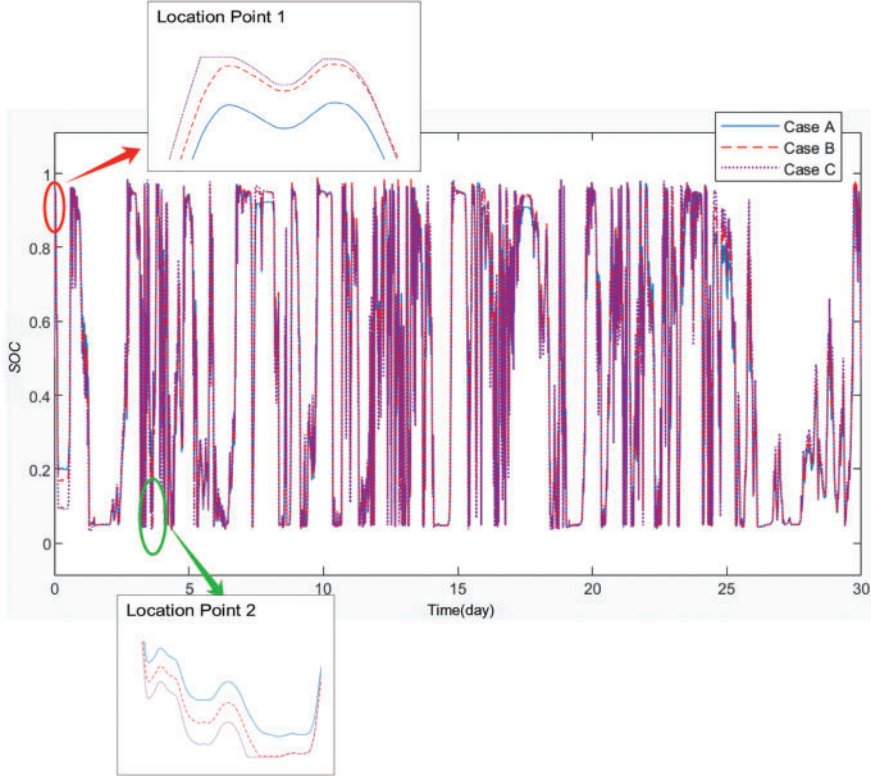 Location Point 1
Case A
Case B
Case C
1
0.8
0.6
0.4
0.2
0
SOC
0 5 10 15 20 25 30
Time(day)
Location Point 2